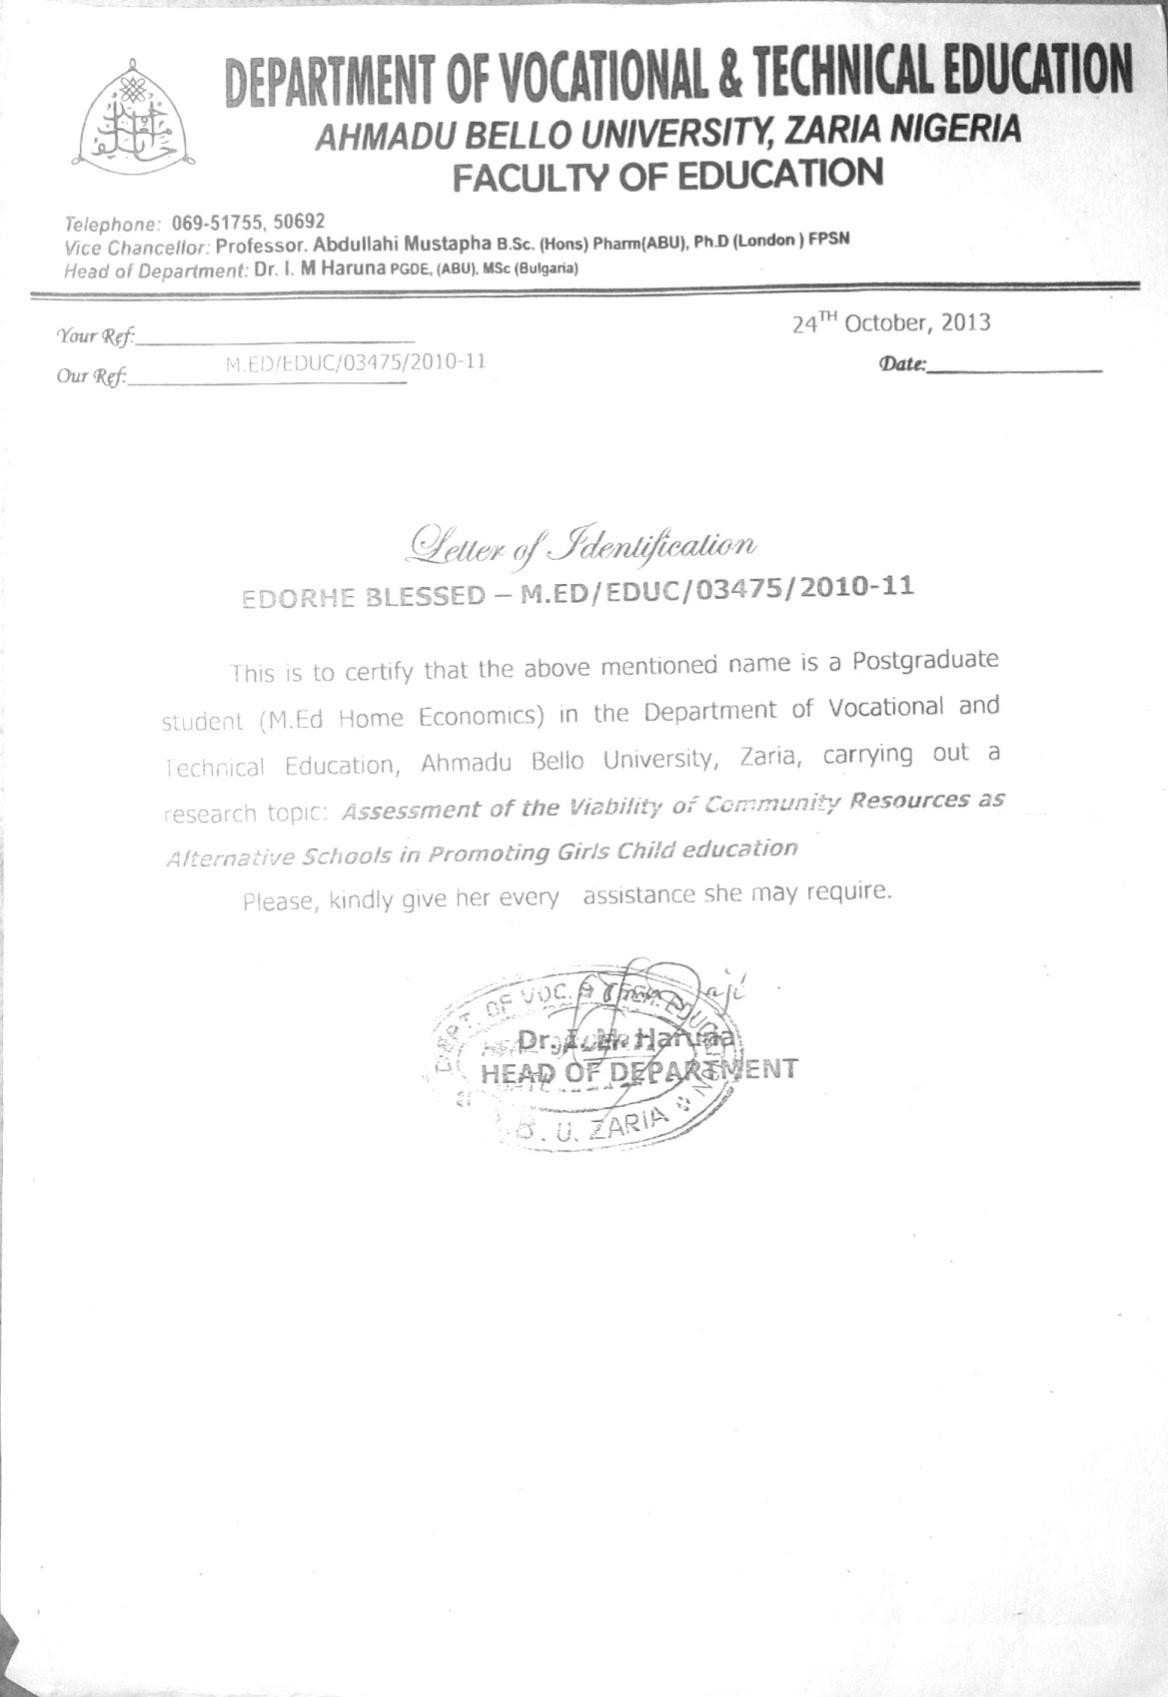 DEPARTMENT OF VOCATIONAL & TECHNICAL EDUCATION
AHMADU BELLO UNIVERSITY, ZARIA NIGERIA
FACULTY OF EDUCATION
Telephone: 069-51755, 50692
Vice Chancellor: Professor. Abdullahi Mustapha B.Sc. (Hons) Pharm(ABU), Ph.D (London ) FPSN
Head of Department: Dr. I. M Haruna PGDE, (ABU), MSc (Bulgaria)
24TH October, 2013
Your Ref:
Our Ref: M.ED/EDUC/03475/2010-11
Date:
Letter of Identification
EDORHE BLESSED – M.ED/EDUC/03475/2010-11
This is to certify that the above mentioned name is a Postgraduate
student (M.Ed Home Economics) in the Department of Vocational and
Technical Education, Ahmadu Bello University, Zaria, carrying out a
research topic: Assessment of the Viability of Community Resources as
Alternative Schools in Promoting Girls Child education
Please, kindly give her every assistance she may require.
DEPT. OF VOC. & TECH. EDUCATION
Dr. I. M. Haruna
HEAD OF DEPARTMENT
B. U. ZARIA